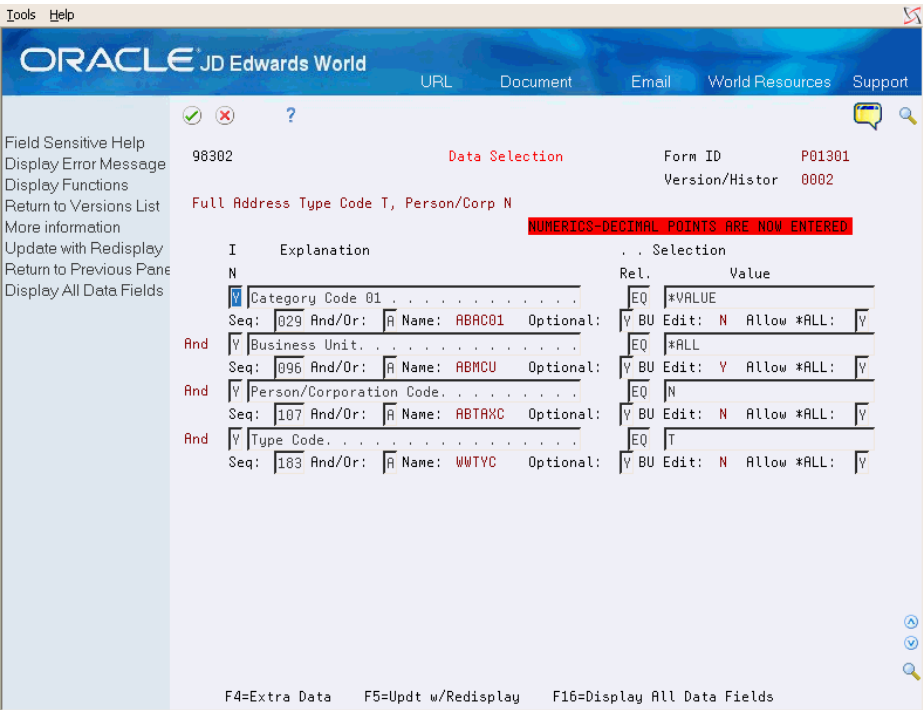 Tools Help
ORACLE JD Edwards World
URL Document Email World Resources Support
?
Field Sensitive Help
Display Error Message
Display Functions
Return to Versions List
More information
Update with Redisplay
Return to Previous Pane
Display All Data Fields
98302 Data Selection Form ID P01301
Version/Histor 0002
Full Address Type Code T, Person/Corp N
NUMERICS-DECIMAL POINTS ARE NOW ENTERED
I Explanation . . Selection
N Rel. Value
Y Category Code 01 . . . . . . . . . . . . EQ *VALUE
Seq: 029 And/Or: A Name: ABAC01 Optional: Y BU Edit: N Allow *ALL: Y
And Y Business Unit. . . . . . . . . . . . . . EQ *ALL
Seq: 096 And/Or: A Name: ABMCU Optional: Y BU Edit: Y Allow *ALL: Y
And Y Person/Corporation Code. . . . . . . . . EQ N
Seq: 107 And/Or: A Name: ABTAXC Optional: Y BU Edit: N Allow *ALL: Y
And Y Type Code. . . . . . . . . . . . . . . . EQ T
Seq: 183 And/Or: A Name: WWTYC Optional: Y BU Edit: N Allow *ALL: Y
F4=Extra Data F5=Updt w/Redisplay F16=Display All Data Fields